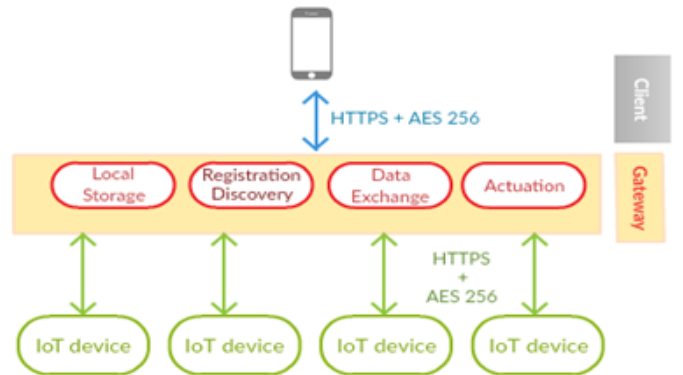 HTTPS + AES 256
Client
Local
Storage
Registration
Discovery
Data
Exchange
Actuation
Gateway
HTTPS
+
AES 256
IoT device
IoT device
IoT device
IoT device